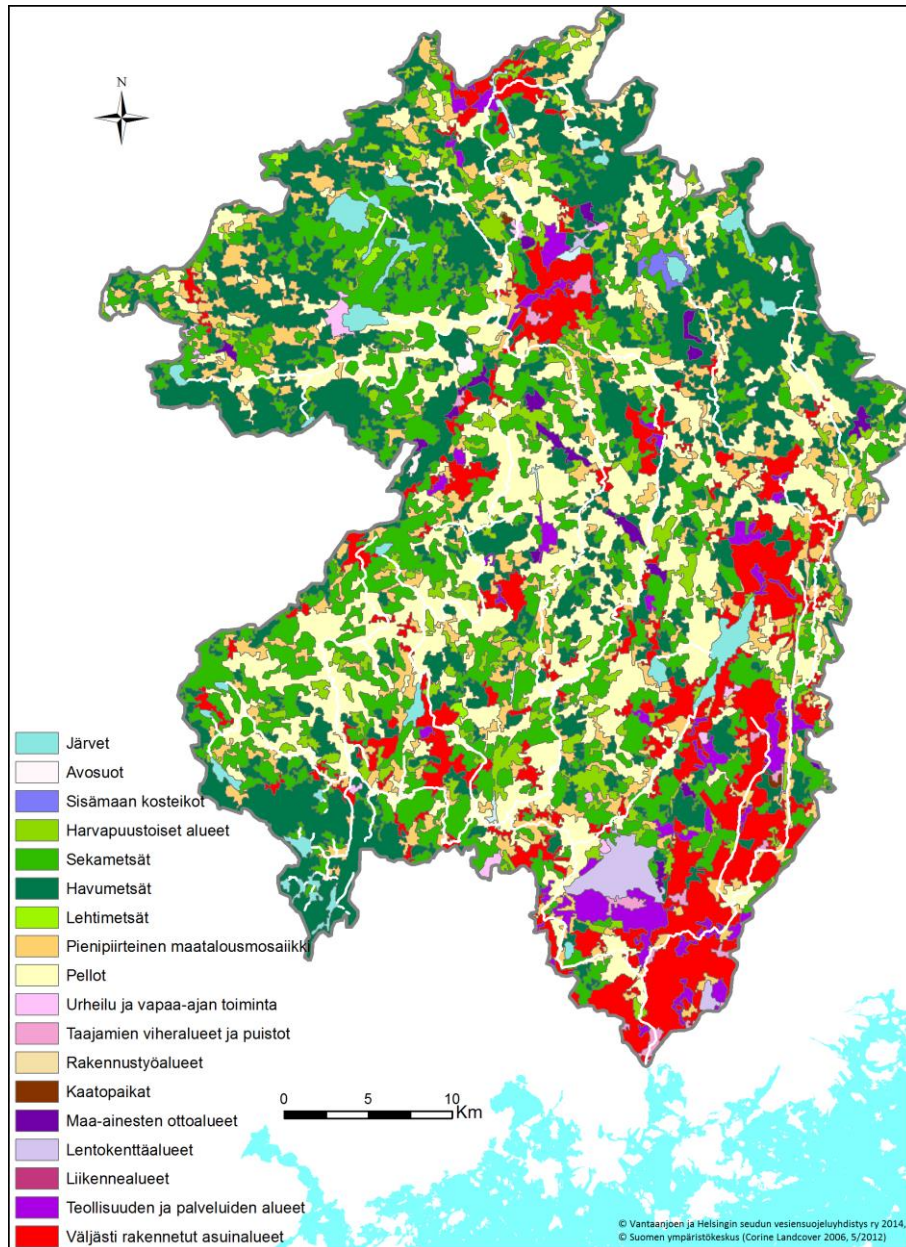 N
Järvet
Avosuot
Sisämaan kosteikot
Harvapuustoiset alueet
Sekametsät
Havumetsät
Lehtimetsät
Pienipiirteinen maatalousmosaiikki
Pellot
Urheilu ja vapaa-ajan toiminta
Taajamien viheralueet ja puistot
Rakennustyöalueet
Kaatopaikat
Maa-ainesten ottoalueet
Lentokenttäalueet
Liikennealueet
Teollisuuden ja palveluiden alueet
Väljästi rakennetut asuinalueet
0 5 10
Km
© Vantaanjoen ja Helsingin seudun vesiensuojeluyhdistys ry 2014,
© Suomen ympäristökeskus (Corine Landcover 2006, 5/2012)